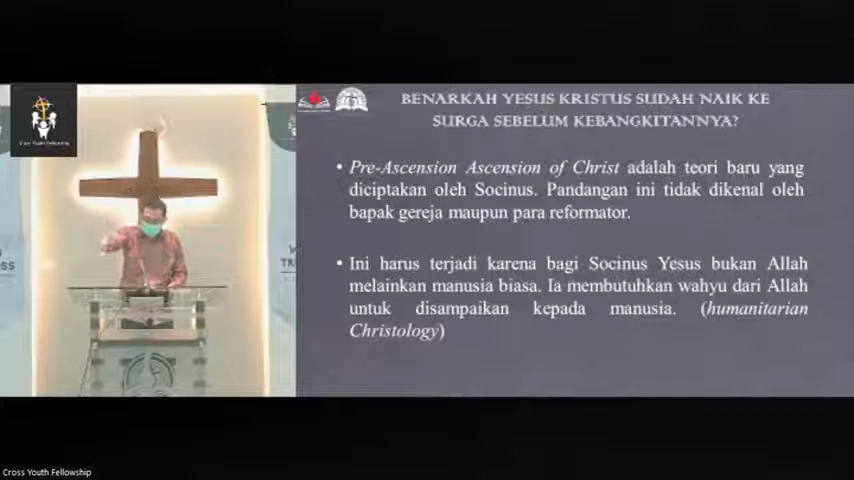 Cross Youth Fellowship
BENARKAH YESUS KRISTUS SUDAH NAIK KE
SURGA SEBELUM KEBANGKITANNYA?
• Pre-Ascension Ascension of Christ adalah teori baru yang
diciptakan oleh Socinus. Pandangan ini tidak dikenal oleh
bapak gereja maupun para reformator.
• Ini harus terjadi karena bagi Socinus Yesus bukan Allah
melainkan manusia biasa. Ia membutuhkan wahyu dari Allah
untuk disampaikan kepada manusia. (humanitarian
Christology)
Cross Youth Fellowship